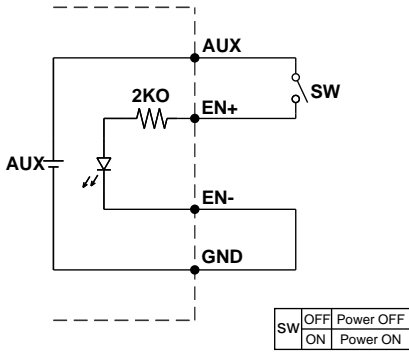 AUX
2KO
SW
EN+
AUX
EN-
GND
SW OFF Power OFF
ON Power ON